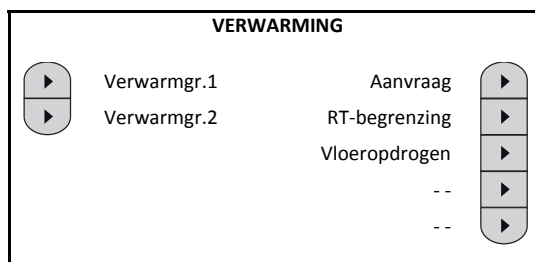 VERWARMING
Verwarmgr.1 Aanvraag
Verwarmgr.2 RT-begrenzing
Vloeropdrogen
- -
- -